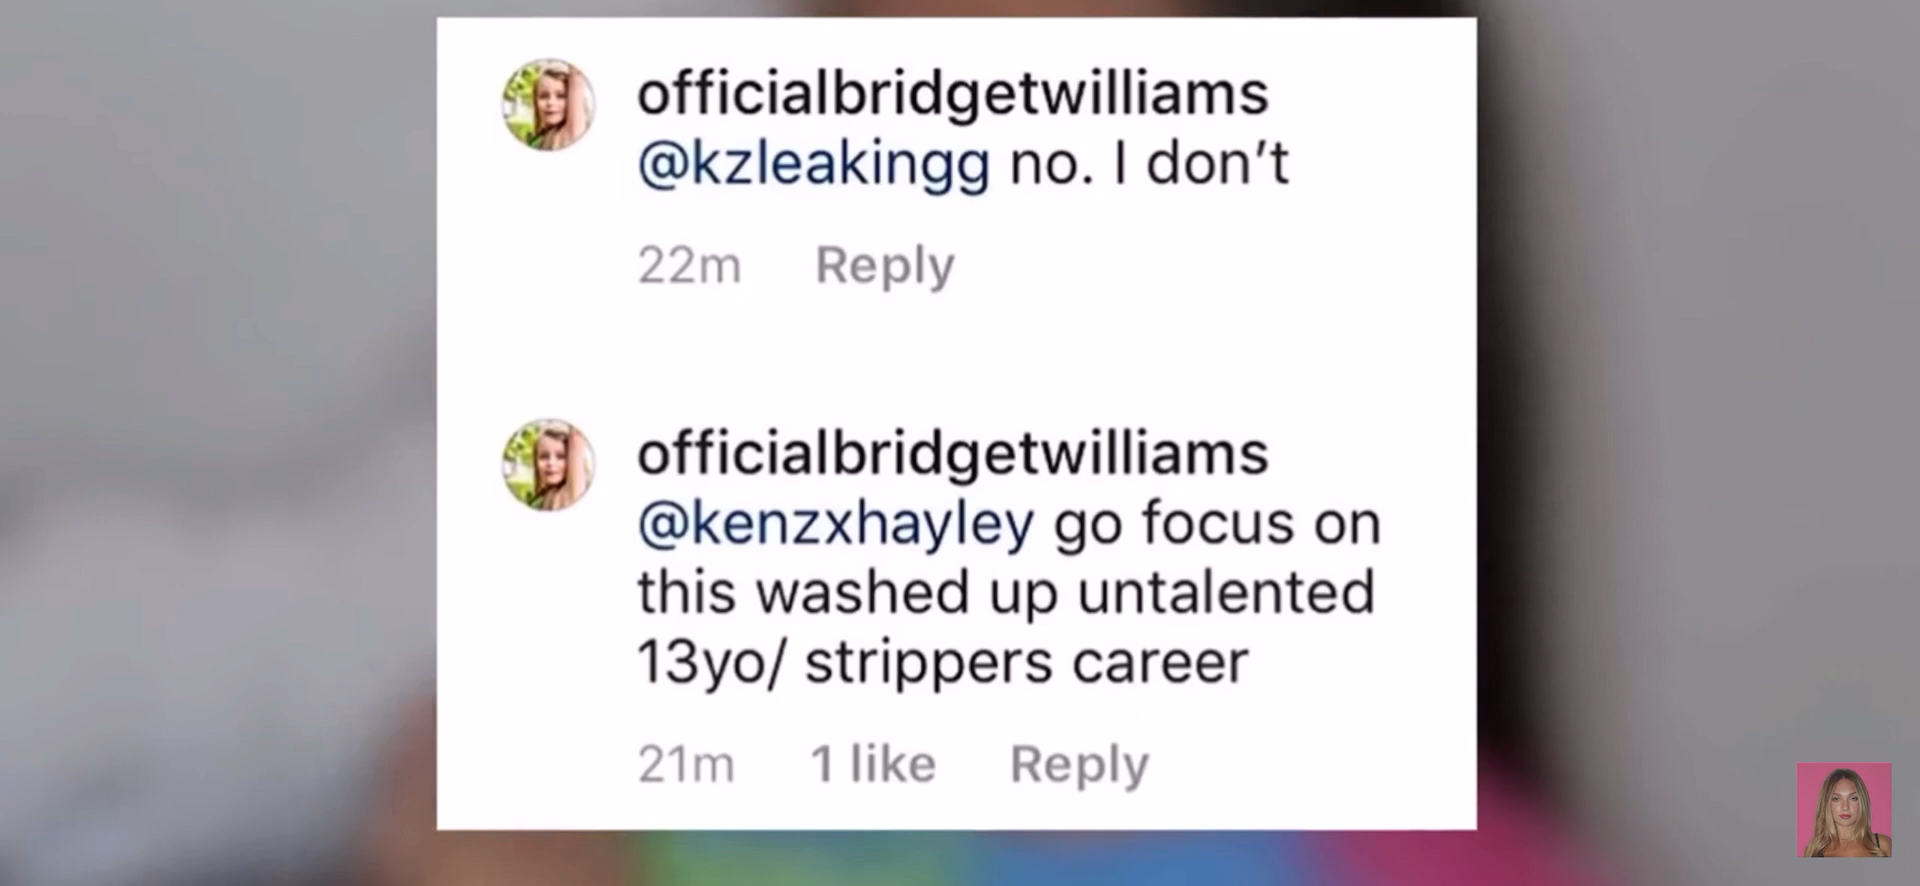 officialbridgetwilliams
@kzleakingg no. I don’t
22m Reply
officialbridgetwilliams
@kenzxhayley go focus on
this washed up untalented
13yo/ strippers career
21m 1 like Reply